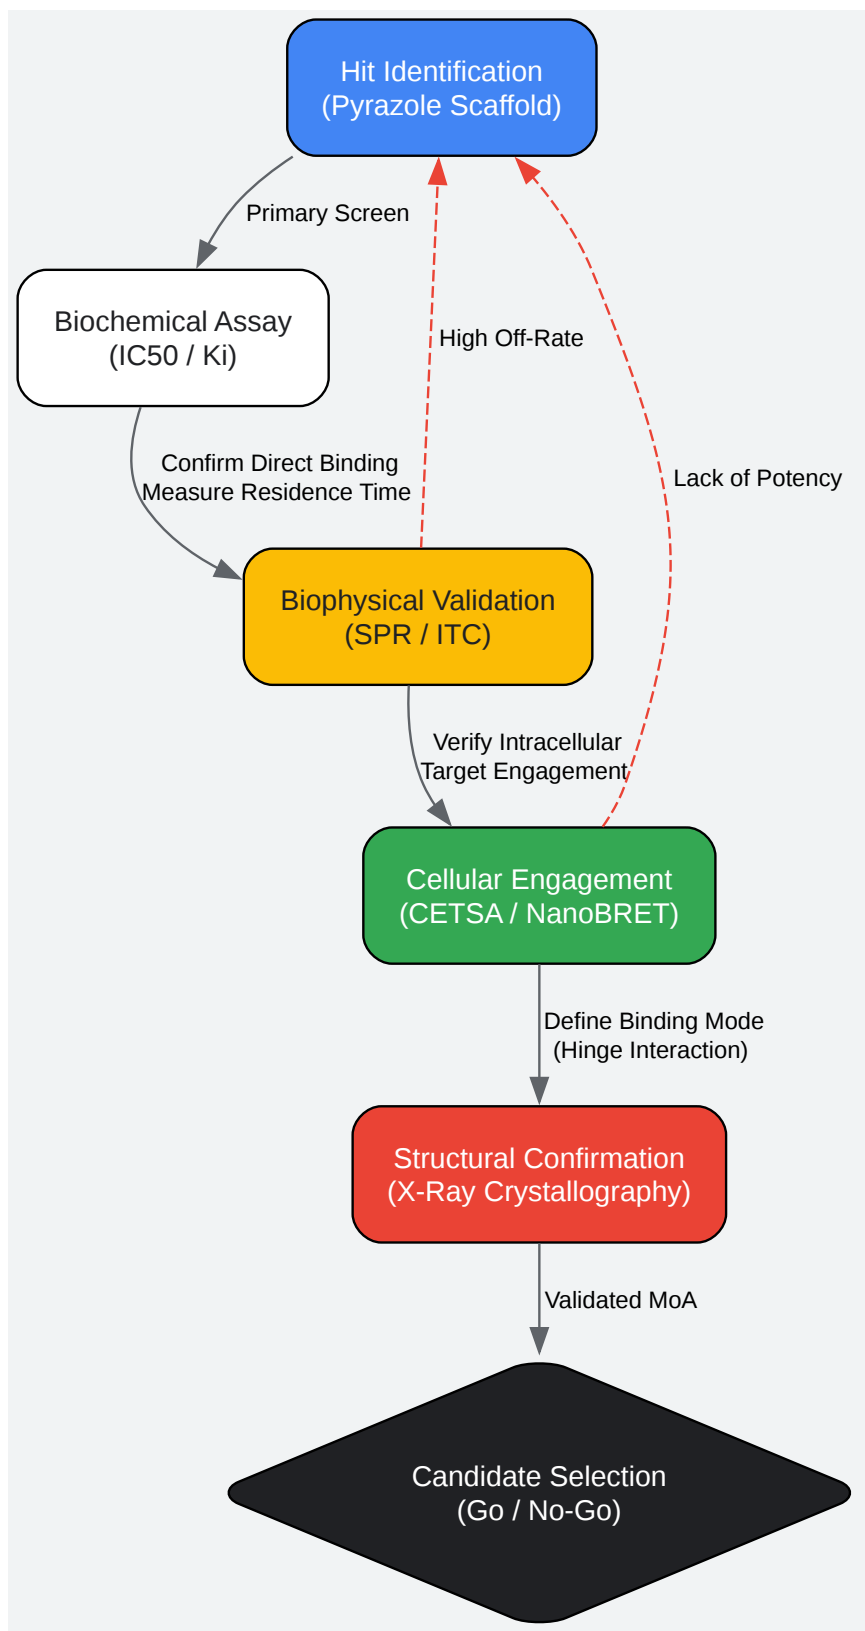 Hit Identification
(Pyrazole Scaffold)
Primary Screen
Biochemical Assay
(IC50 / Ki)
High Off-Rate
Confirm Direct Binding
Measure Residence Time
Lack of Potency
Biophysical Validation
(SPR / ITC)
Verify Intracellular
Target Engagement
Cellular Engagement
(CETSA / NanoBRET)
Define Binding Mode
(Hinge Interaction)
Structural Confirmation
(X-Ray Crystallography)
Validated MoA
Candidate Selection
(Go / No-Go)